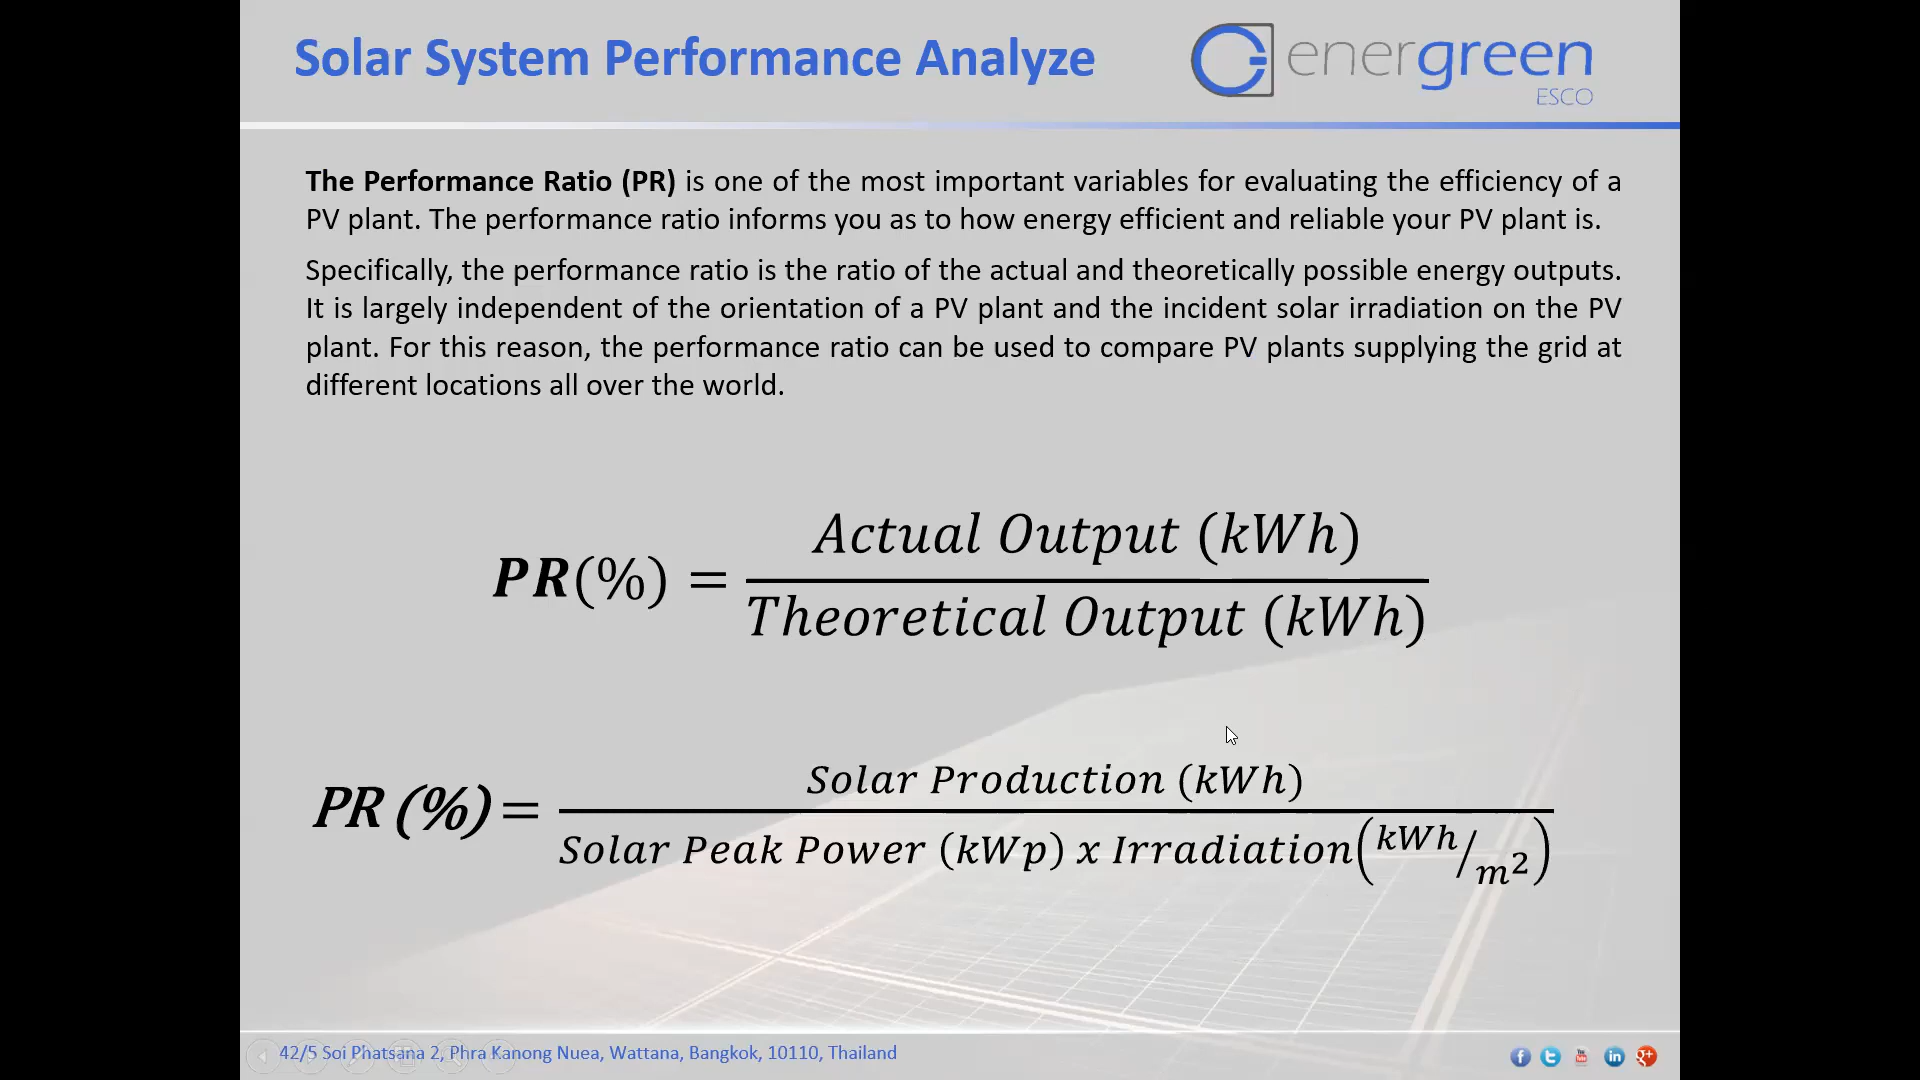 Solar System Performance Analyze
energreen
ESCO
The Performance Ratio (PR) is one of the most important variables for evaluating the efficiency of a
PV plant. The performance ratio informs you as to how energy efficient and reliable your PV plant is.
Specifically, the performance ratio is the ratio of the actual and theoretically possible energy outputs.
It is largely independent of the orientation of a PV plant and the incident solar irradiation on the PV
plant. For this reason, the performance ratio can be used to compare PV plants supplying the grid at
different locations all over the world.
PR(%) = Actual Output (kWh) / Theoretical Output (kWh)
PR (%) = Solar Production (kWh) / Solar Peak Power (kWp) x Irradiation(kWh/m²)
42/5 Soi Phatsana 2, Phra Kanong Nuea, Wattana, Bangkok, 10110, Thailand